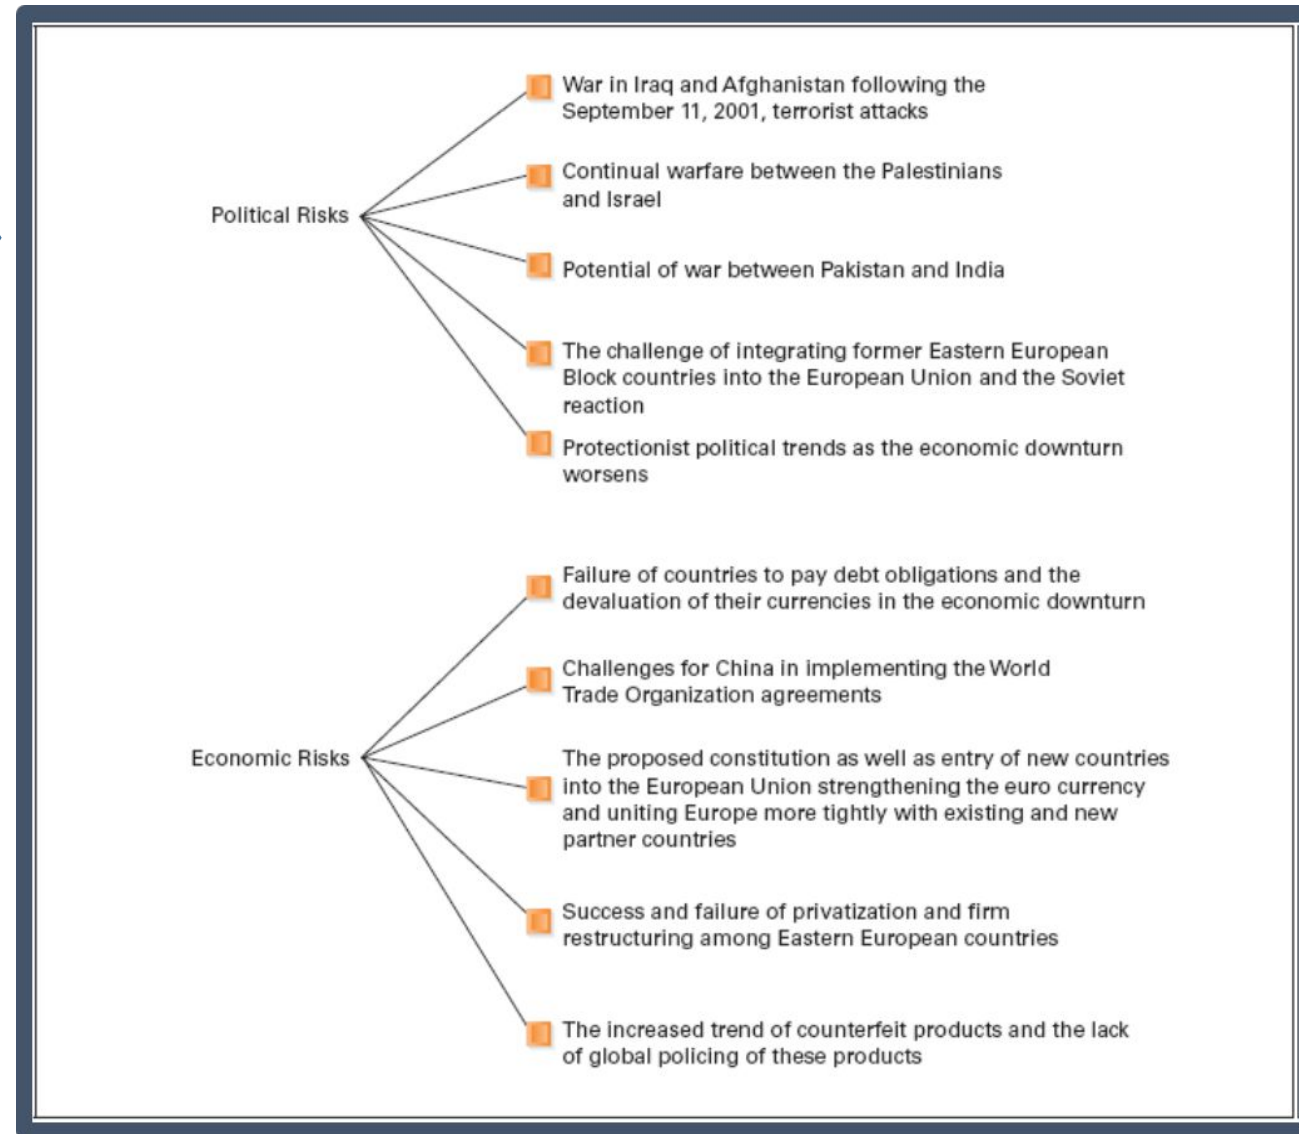 War in Iraq and Afghanistan following the
September 11, 2001, terrorist attacks
Continual warfare between the Palestinians
and Israel
Political Risks
Potential of war between Pakistan and India
The challenge of integrating former Eastern European
Block countries into the European Union and the Soviet
reaction
Protectionist political trends as the economic downturn
worsens
Failure of countries to pay debt obligations and the
devaluation of their currencies in the economic downturn
Challenges for China in implementing the World
Trade Organization agreements
Economic Risks
The proposed constitution as well as entry of new countries
into the European Union strengthening the euro currency
and uniting Europe more tightly with existing and new
partner countries
Success and failure of privatization and firm
restructuring among Eastern European countries
The increased trend of counterfeit products and the lack
of global policing of these products